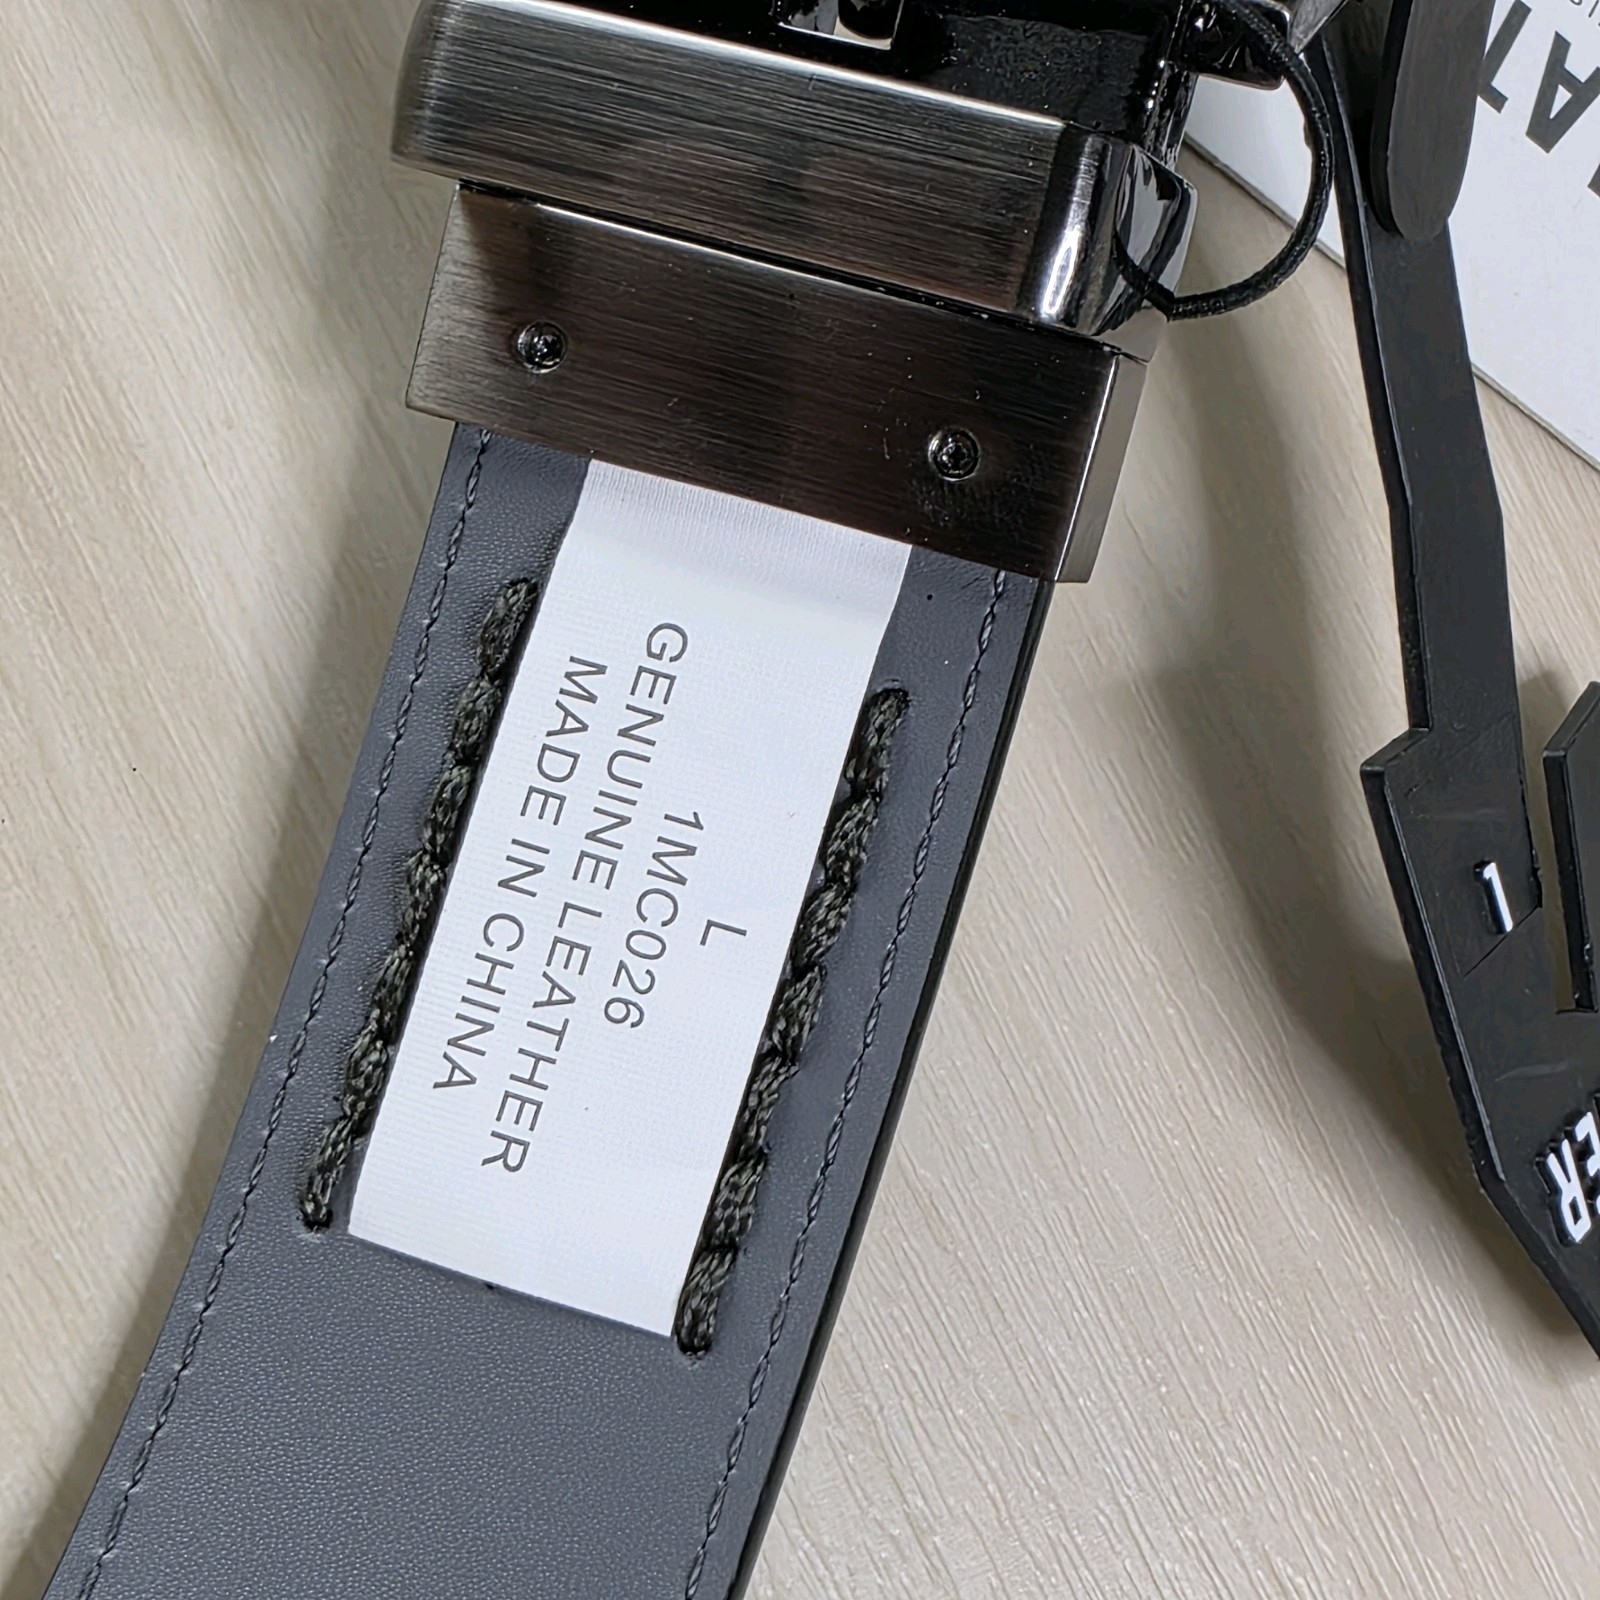 L
1MC026
GENUINE LEATHER
MADE IN CHINA
1